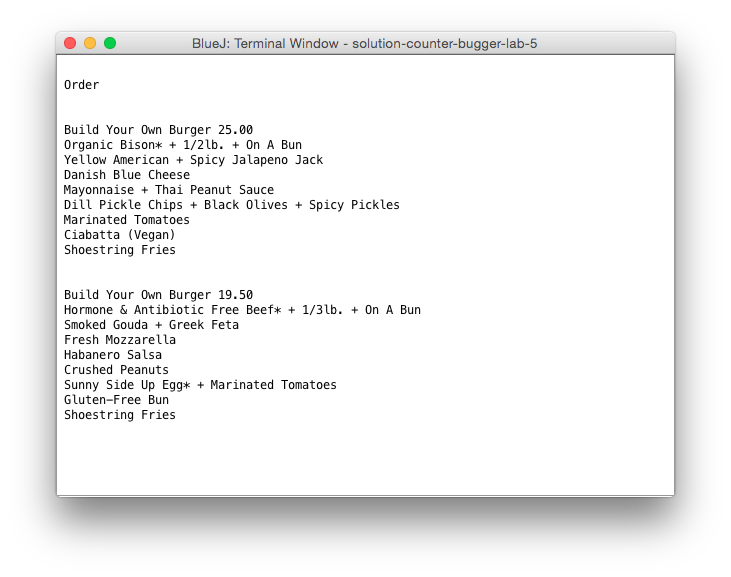 BlueJ: Terminal Window - solution-counter-bugger-lab-5
Order
Build Your Own Burger 25.00
Organic Bison* + 1/2lb. + On A Bun
Yellow American + Spicy Jalapeno Jack
Danish Blue Cheese
Mayonnaise + Thai Peanut Sauce
Dill Pickle Chips + Black Olives + Spicy Pickles
Marinated Tomatoes
Ciabatta (Vegan)
Shoestring Fries
Build Your Own Burger 19.50
Hormone & Antibiotic Free Beef* + 1/3lb. + On A Bun
Smoked Gouda + Greek Feta
Fresh Mozzarella
Habanero Salsa
Crushed Peanuts
Sunny Side Up Egg* + Marinated Tomatoes
Gluten-Free Bun
Shoestring Fries